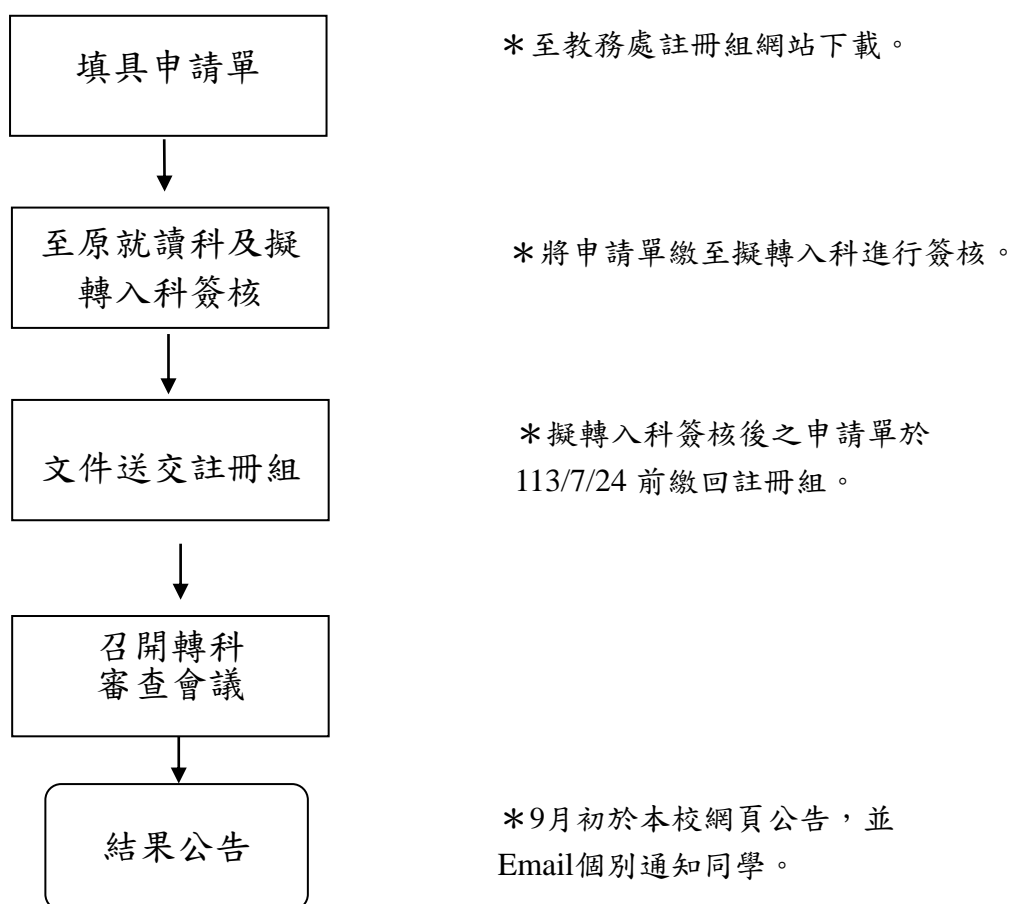 填具申請單
＊至教務處註冊組網站下載。
至原就讀科及擬
轉入科簽核
＊將申請單繳至擬轉入科進行簽核。
文件送交註冊組
＊擬轉入科簽核後之申請單於
113/7/24 前繳回註冊組。
召開轉科
審查會議
結果公告
＊9月初於本校網頁公告，並
Email個別通知同學。